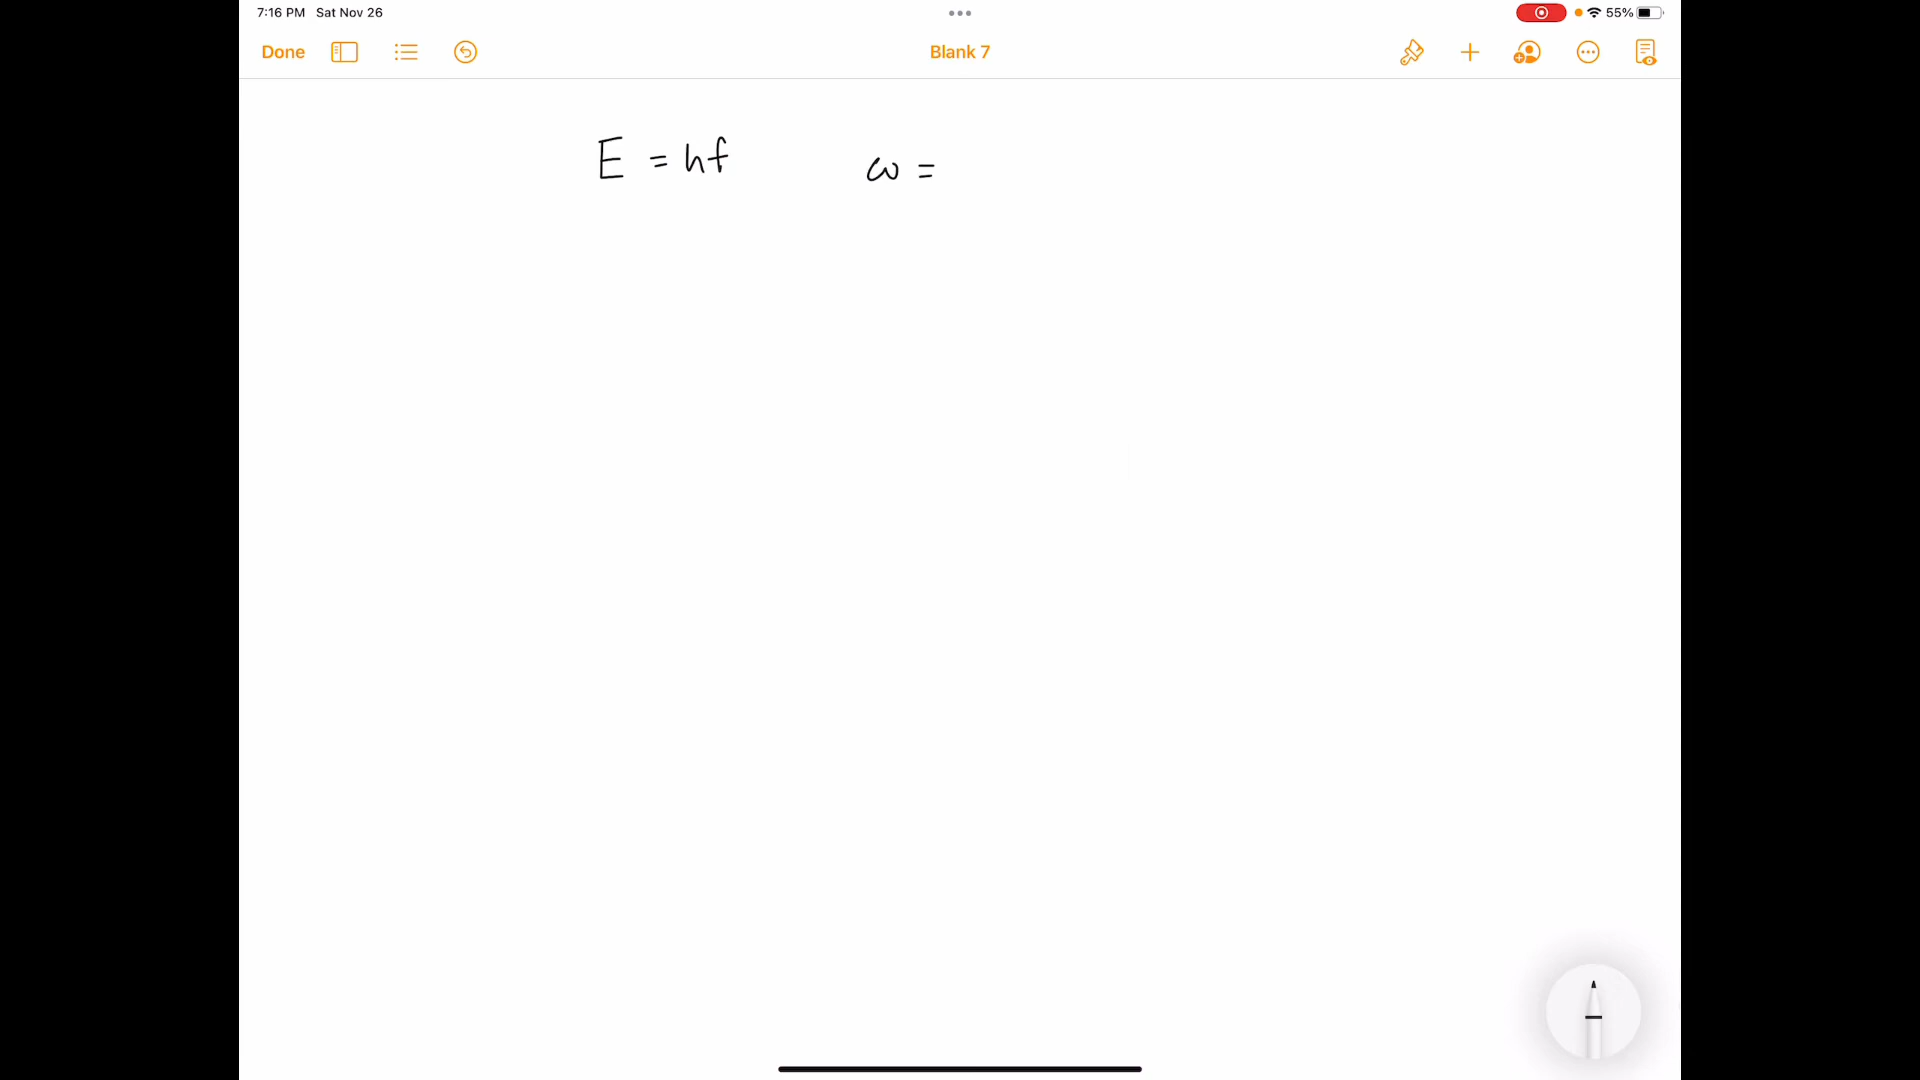 7:16 PM Sat Nov 26
55%
Done
Blank 7
E = hf
ω =